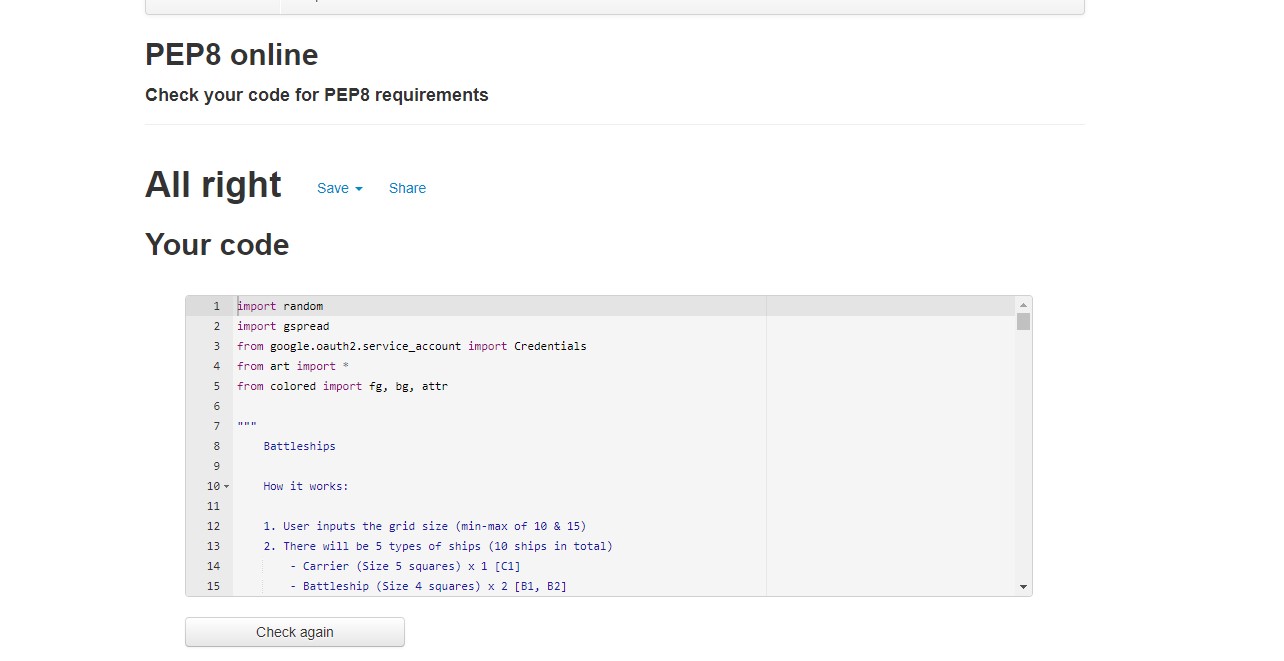 PEP8 online
Check your code for PEP8 requirements
All right Save Share
Your code
1 import random
2 import gspread
3 from google.oauth2.service_account import Credentials
4 from art import *
5 from colored import fg, bg, attr
6
7 """
8 Battleships
9
10 How it works:
11
12 1. User inputs the grid size (min-max of 10 & 15)
13 2. There will be 5 types of ships (10 ships in total)
14 - Carrier (Size 5 squares) x 1 [C1]
15 - Battleship (Size 4 squares) x 2 [B1, B2]
Check again